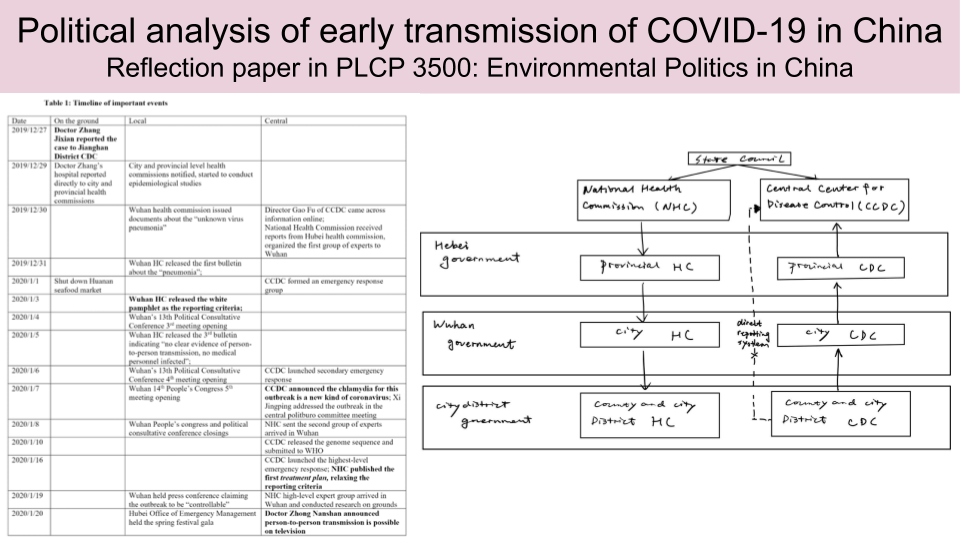 Political analysis of early transmission of COVID-19 in China
Reflection paper in PLCP 3500: Environmental Politics in China
Table 1: Timeline of important events
Date On the ground Local Central
2019/12/27 Doctor Zhang
Jixian reported the
case to Jianghan
District CDC
2019/12/29 Doctor Zhang's City and provincial level health
hospital reported commissions notified, started to conduct
directly to city and epidemiological studies
provincial health
commissions
2019/12/30 Wuhan health commission issued Director Gao Fu of CCDC came across
documents about the "unknown virus information online;
pneumonia" National Health Commission received
reports from Hubei health commission,
organized the first group of experts to
Wuhan
2019/12/31 Wuhan HC released the first bulletin
about the "pneumonia";
2020/1/1 Shut down Huanan CCDC formed an emergency response
seafood market group
2020/1/3 Wuhan HC released the white
pamphlet as the reporting criteria;
2020/1/4 Wuhan's 13th Political Consultative
Conference 3rd meeting opening
2020/1/5 Wuhan HC released the 3rd bulletin
indicating "no clear evidence of person-
to-person transmission, no medical
personnel infected";
2020/1/6 Wuhan's 13th Political Consultative CCDC launched secondary emergency
Conference 4th meeting opening response
2020/1/7 Wuhan 14th People's Congress 5th CCDC announced the chlamydia for this
meeting opening outbreak is a new kind of coronavirus; Xi
Jingping addressed the outbreak in the
central politburo committee meeting
2020/1/8 Wuhan People's congress and political NHC sent the second group of experts
consultative conference closings arrived in Wuhan
2020/1/10 CCDC released the genome sequence and
submitted to WHO
2020/1/16 CCDC launched the highest-level
emergency response; NHC published the
first treatment plan, relaxing the
reporting criteria
2020/1/19 Wuhan held press conference claiming NHC high-level expert group arrived in
the outbreak to be "controllable" Wuhan and conducted research on grounds
2020/1/20 Hubei Office of Emergency Management Doctor Zhong Nanshan announced
held the spring festival gala person-to-person transmission is possible
on television
State Council
National Health
Commission (NHC)
Central Center for
Disease Control (CCDC)
Hebei
government
Provincial HC
Provincial CDC
Wuhan
government
city HC
direct
reporting
system
*
city CDC
city district
government
County and city
District HC
County and city
District CDC